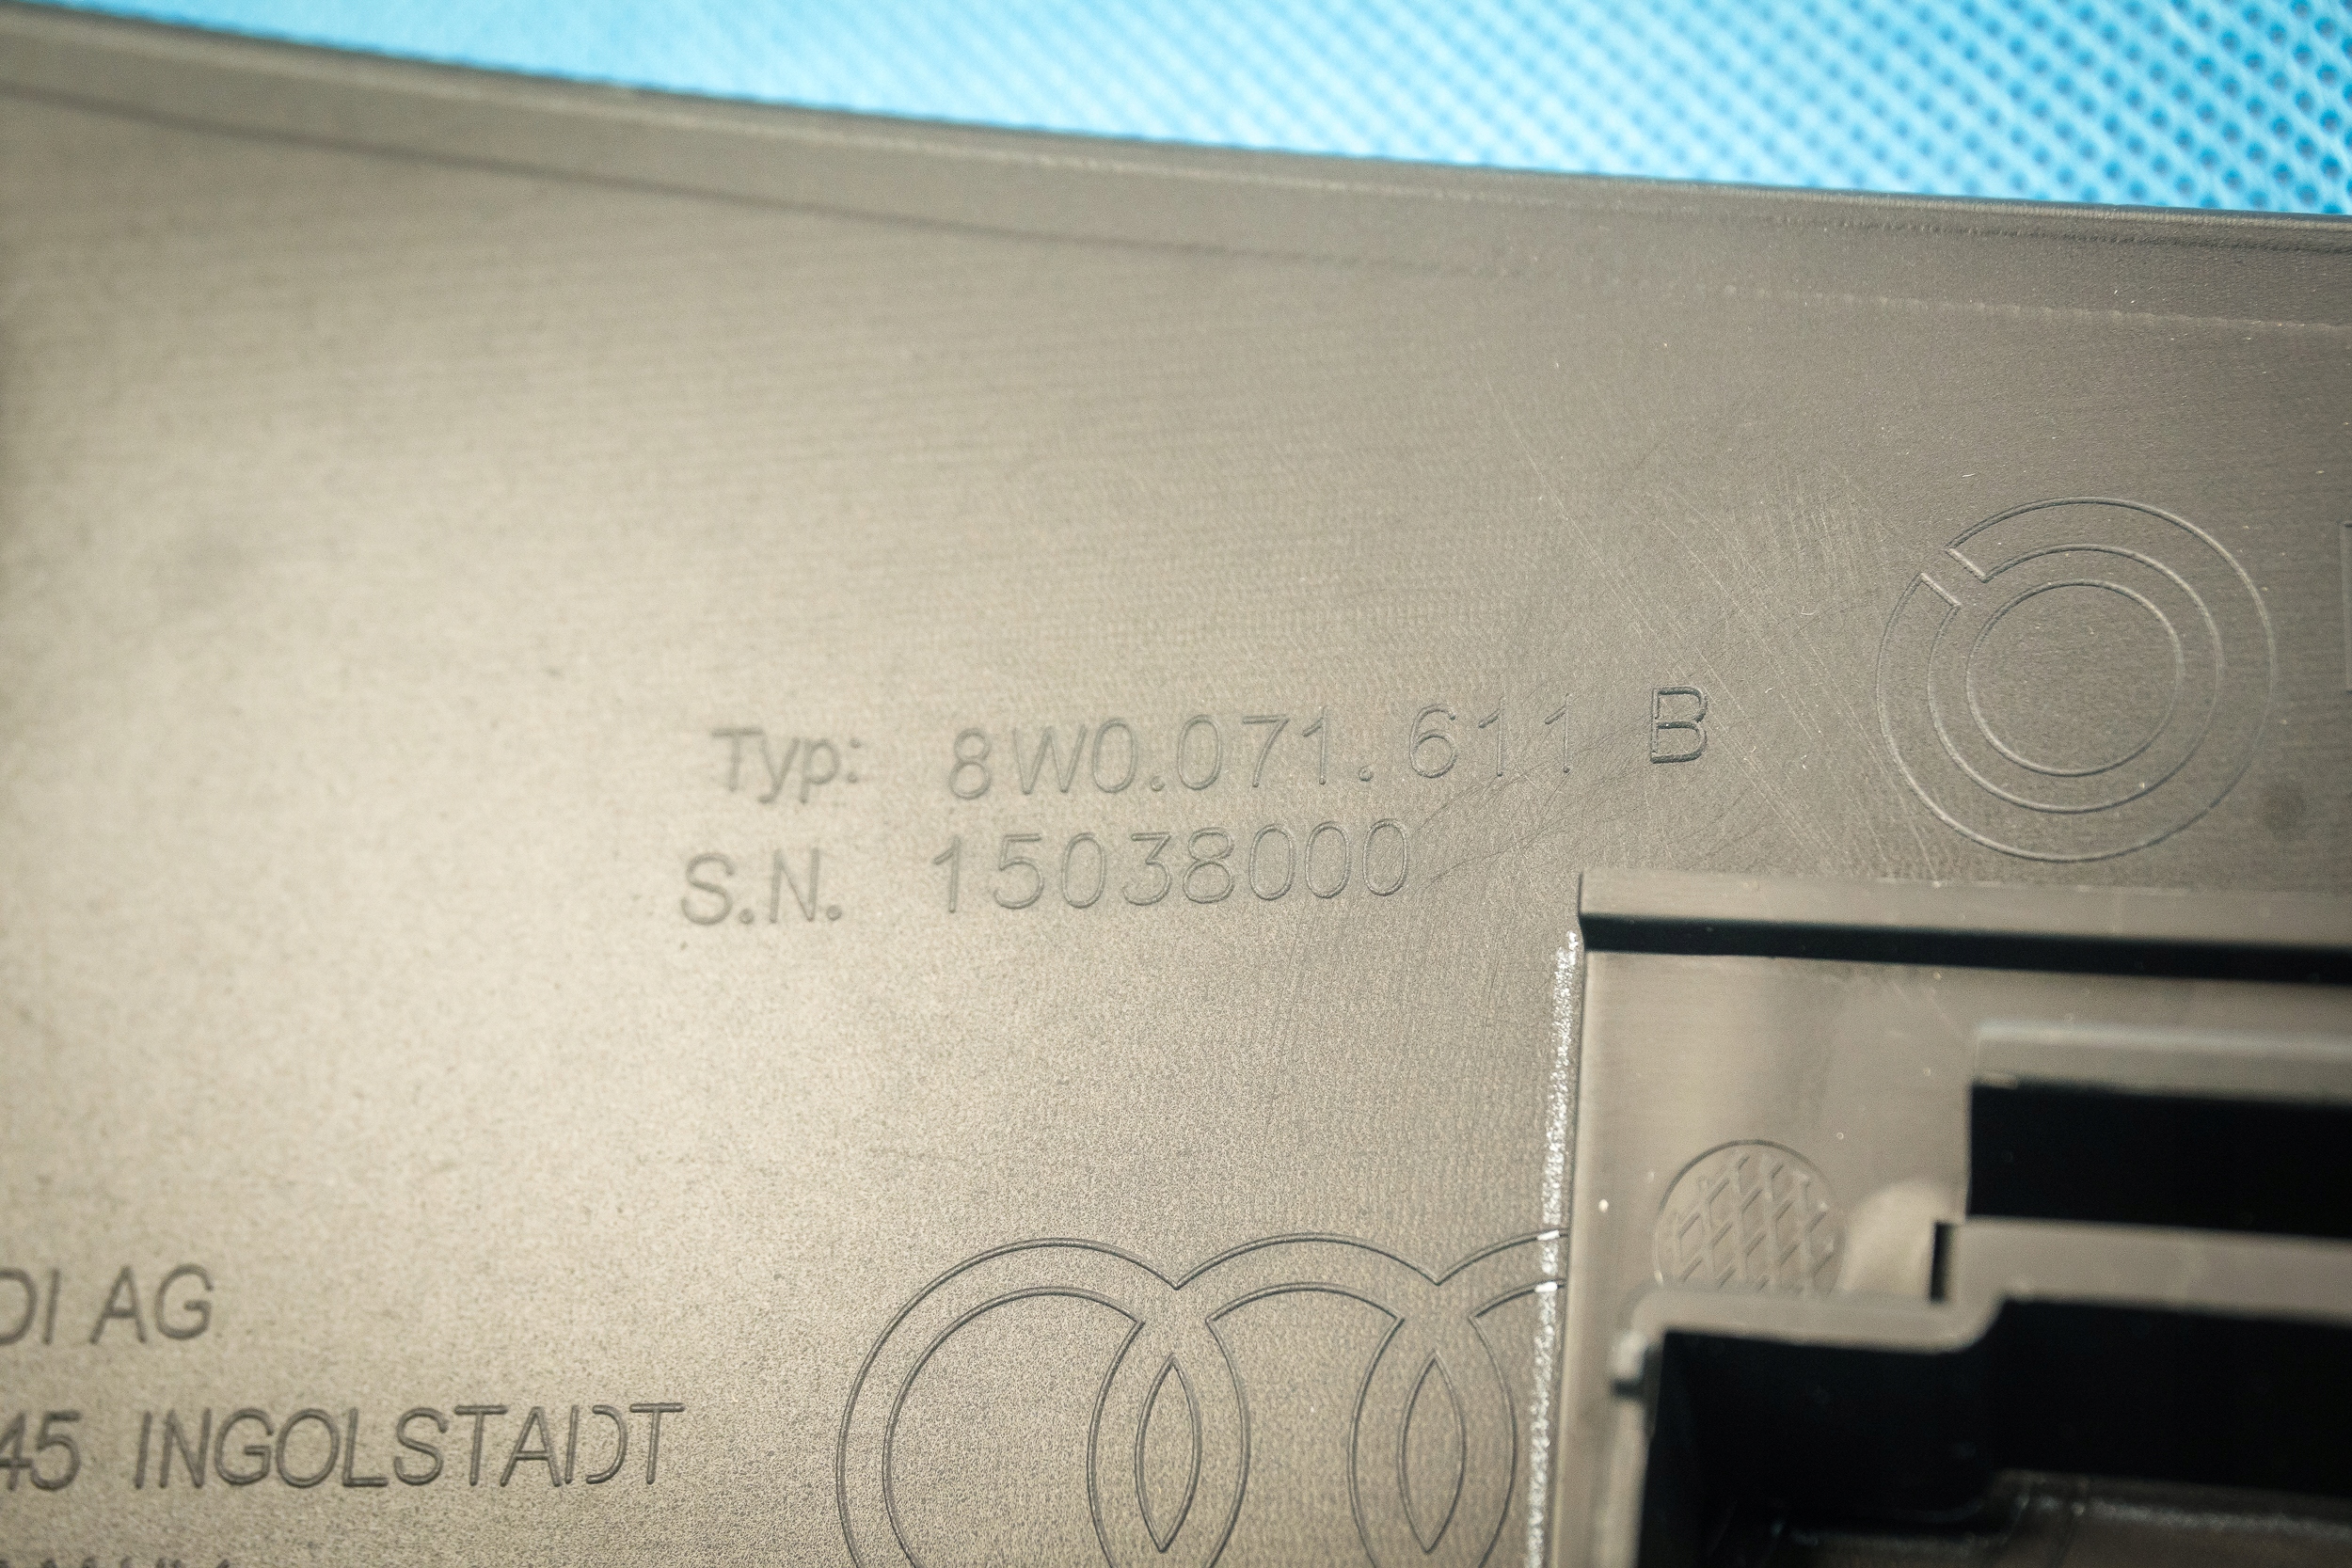 Typ: 8W0.071.611 B
S.N. 15038000
DI AG
45 INGOLSTADT